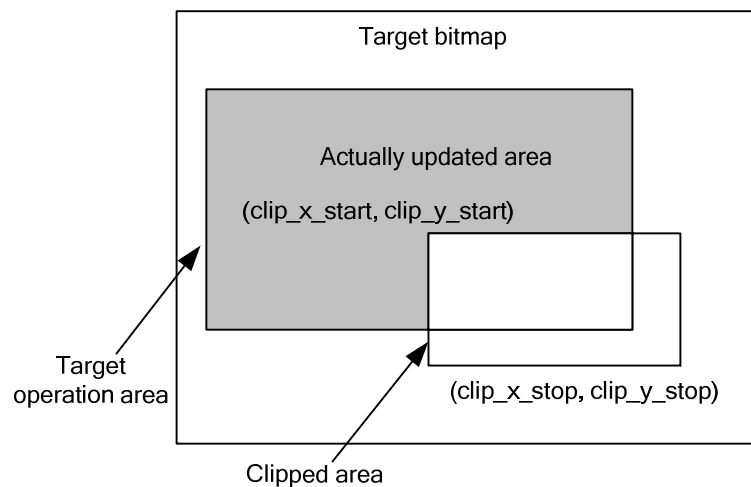 Target bitmap
Actually updated area
(clip_x_start, clip_y_start)
Target
operation area
(clip_x_stop, clip_y_stop)
Clipped area